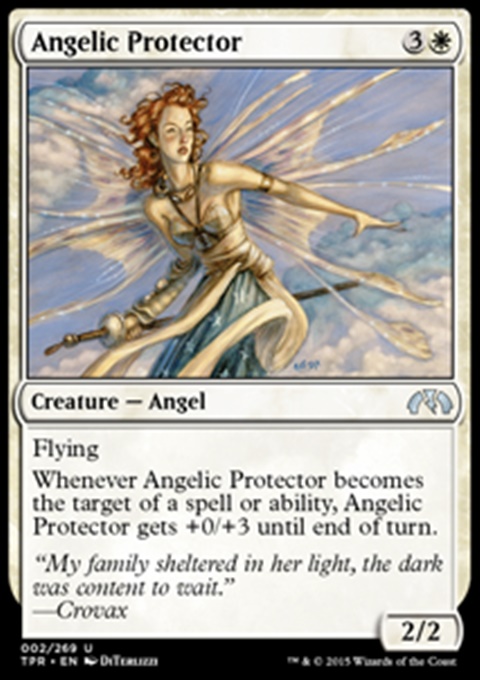 Angelic Protector 3
Creature — Angel
Flying
Whenever Angelic Protector becomes
the target of a spell or ability, Angelic
Protector gets +0/+3 until end of turn.
“My family sheltered in her light, the dark
was content to wait.”
—Crovax
2/2
002/269 U
TPR • EN DiTerlizzi
™ & © 2015 Wizards of the Coast